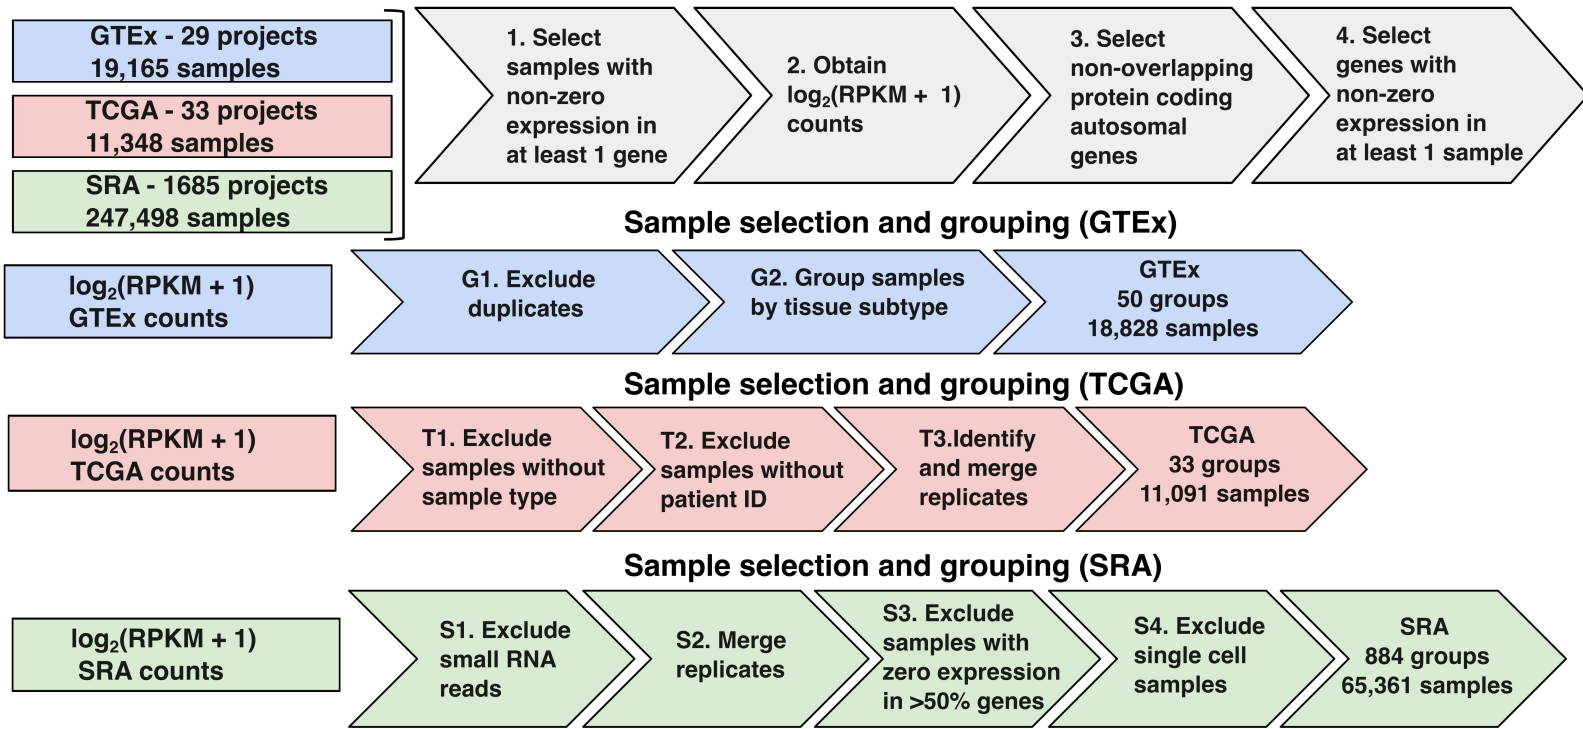 GTEx - 29 projects
19,165 samples
TCGA - 33 projects
11,348 samples
SRA - 1685 projects
247,498 samples
1. Select
samples with
non-zero
expression in
at least 1 gene
2. Obtain
log₂(RPKM + 1)
counts
3. Select
non-overlapping
protein coding
autosomal
genes
4. Select
genes with
non-zero
expression in
at least 1 sample
Sample selection and grouping (GTEx)
log₂(RPKM + 1)
GTEx counts
G1. Exclude
duplicates
G2. Group samples
by tissue subtype
GTEx
50 groups
18,828 samples
Sample selection and grouping (TCGA)
log₂(RPKM + 1)
TCGA counts
T1. Exclude
samples without
sample type
T2. Exclude
samples without
patient ID
T3.Identify
and merge
replicates
TCGA
33 groups
11,091 samples
Sample selection and grouping (SRA)
log₂(RPKM + 1)
SRA counts
S1. Exclude
small RNA
reads
S2. Merge
replicates
S3. Exclude
samples with
zero expression
in >50% genes
S4. Exclude
single cell
samples
SRA
884 groups
65,361 samples